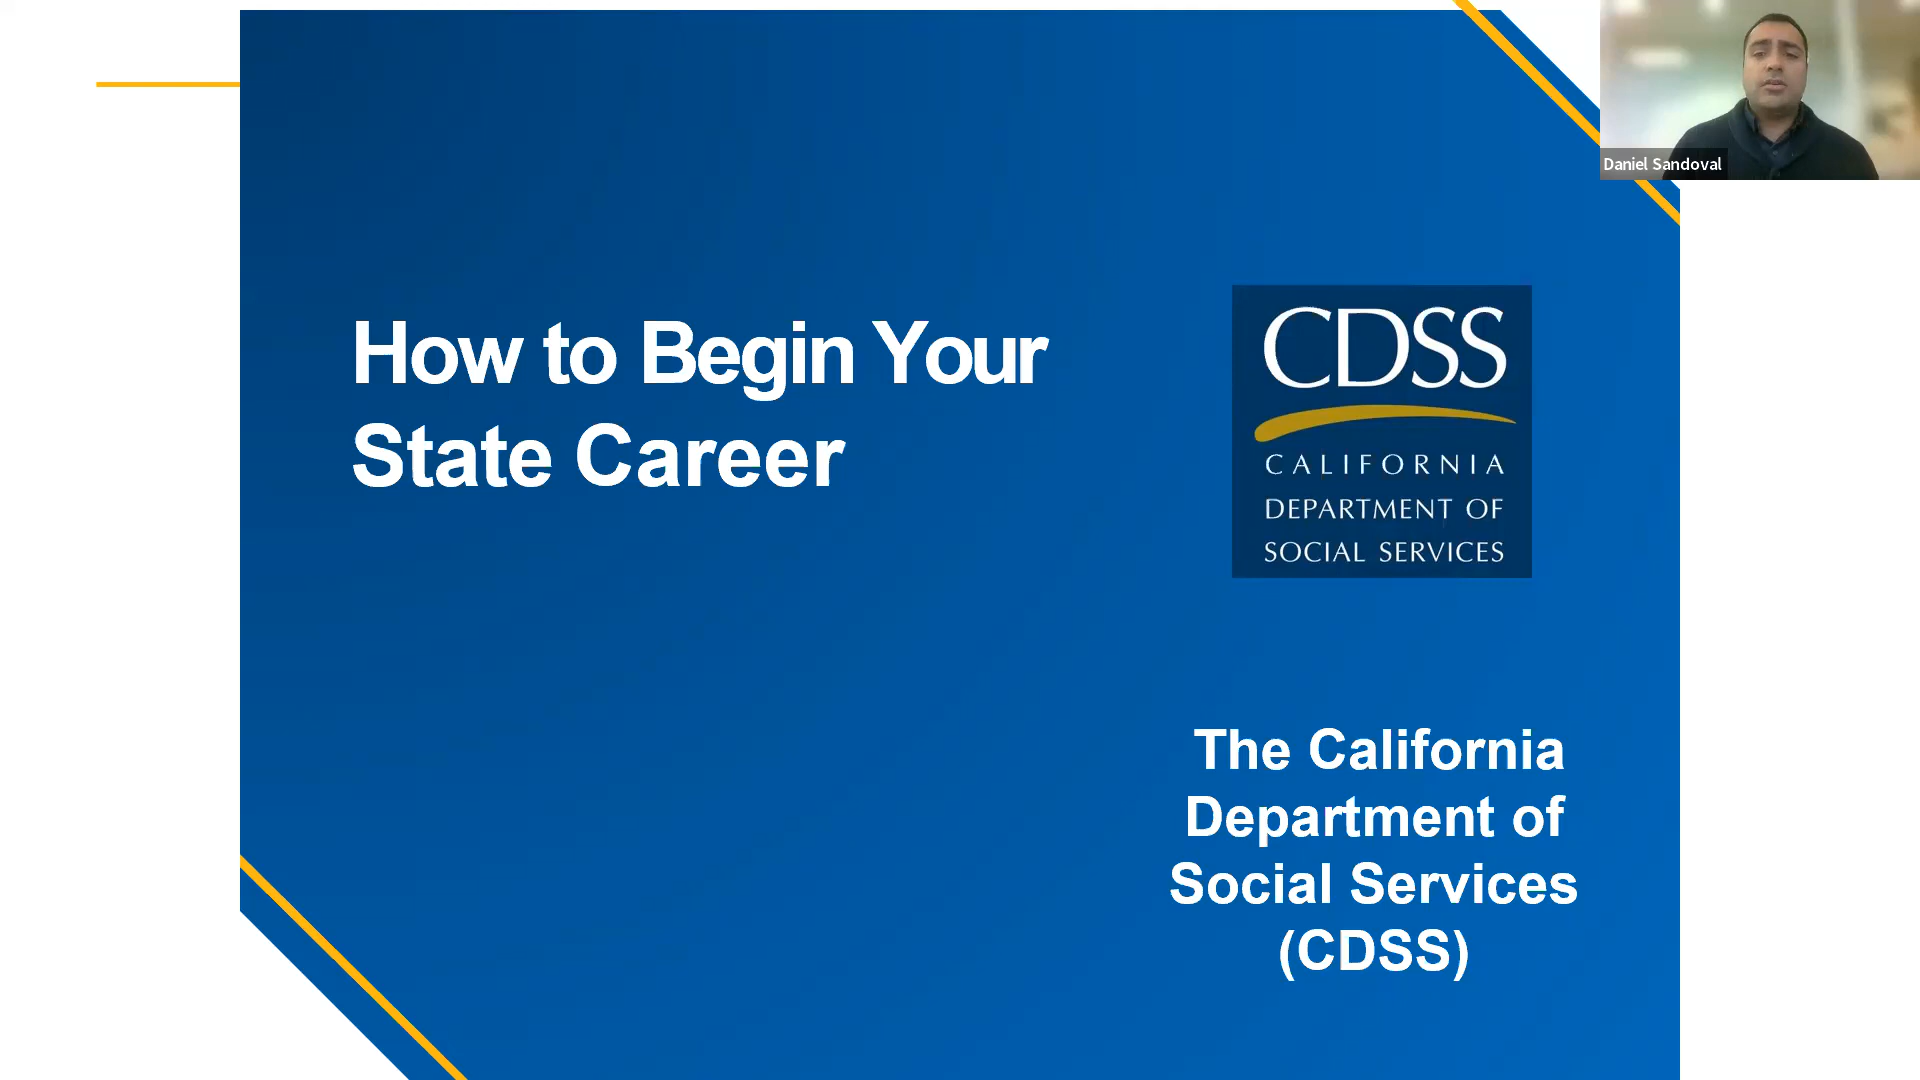 How to Begin Your
State Career
CDSS
CALIFORNIA
DEPARTMENT OF
SOCIAL SERVICES
The California
Department of
Social Services
(CDSS)
Daniel Sandoval